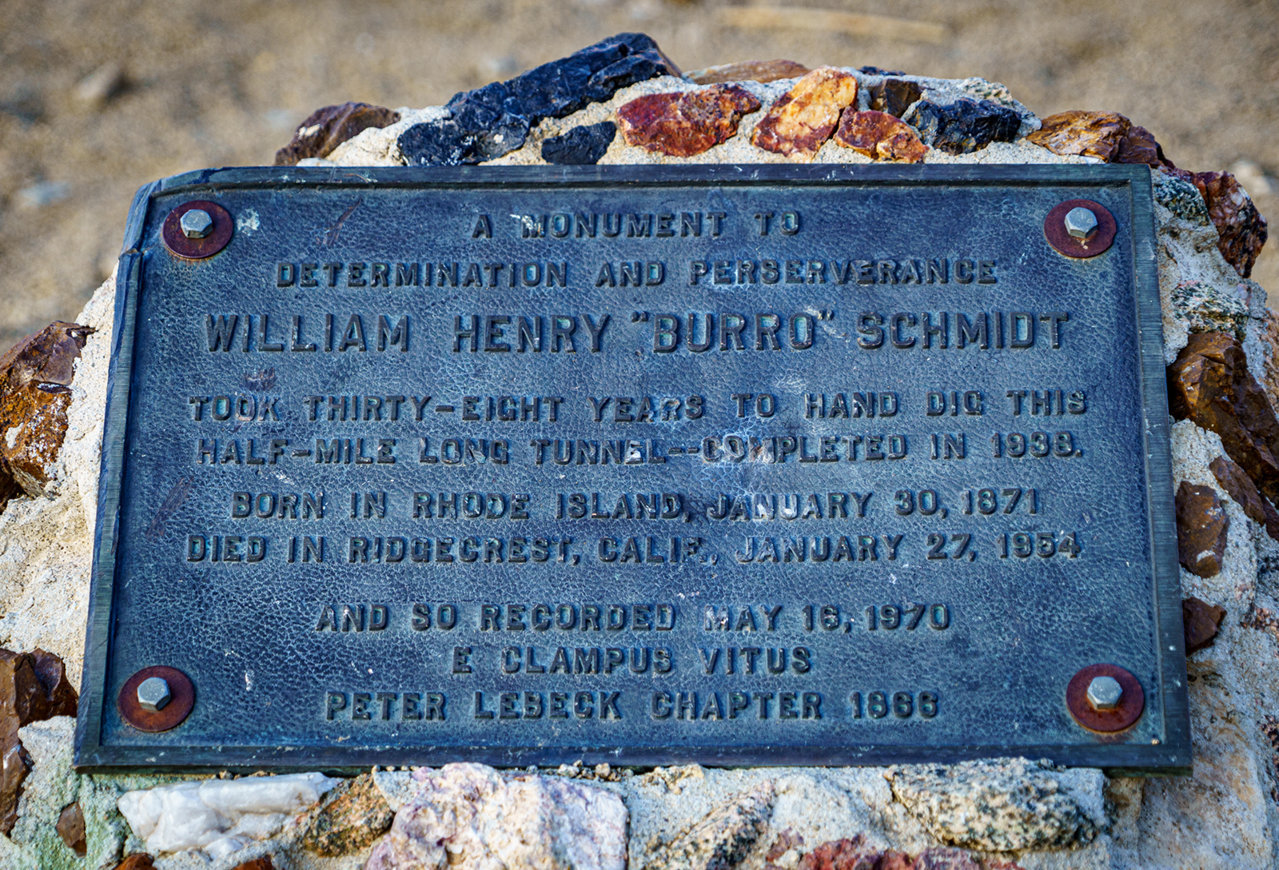 A MONUMENT TO
DETERMINATION AND PERSERVERANCE
WILLIAM HENRY "BURRO" SCHMIDT
TOOK THIRTY-EIGHT YEARS TO HAND DIG THIS
HALF-MILE LONG TUNNEL--COMPLETED IN 1938.
BORN IN RHODE ISLAND, JANUARY 30, 1871
DIED IN RIDGECREST, CALIF., JANUARY 27, 1954
AND SO RECORDED MAY 16, 1970
E CLAMPUS VITUS
PETER LEBECK CHAPTER 1866